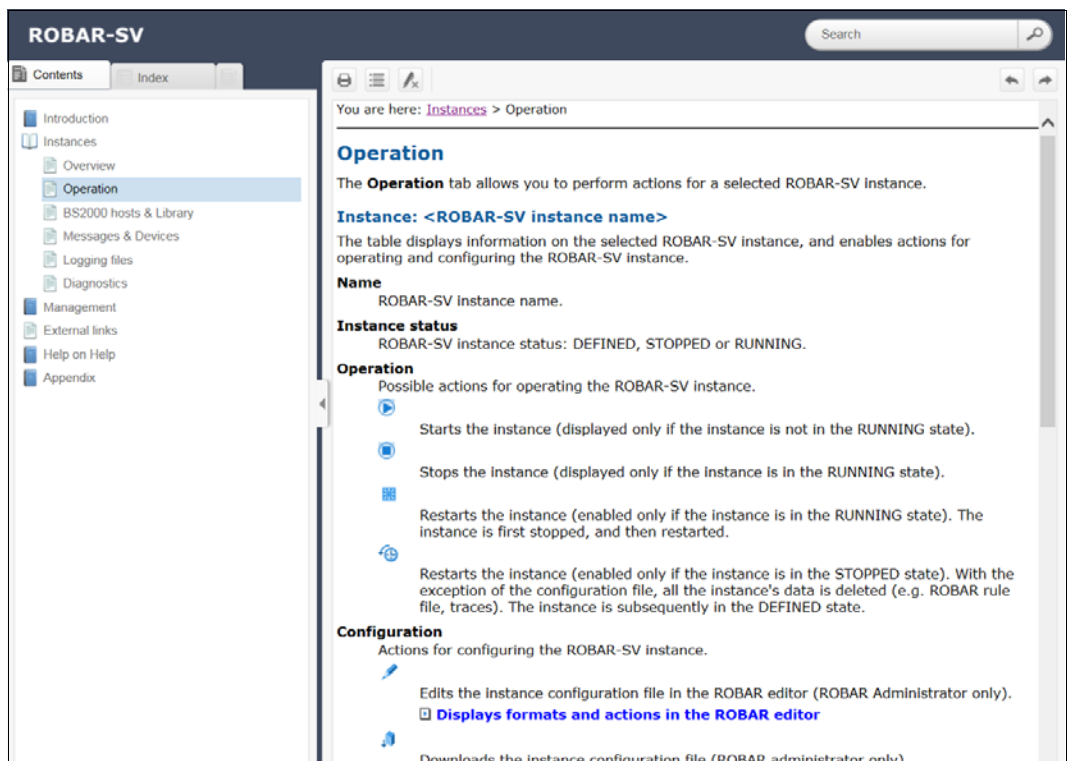 ROBAR-SV
Search
Contents
Index
Introduction
Instances
Overview
Operation
BS2000 hosts & Library
Messages & Devices
Logging files
Diagnostics
Management
External links
Help on Help
Appendix
You are here: Instances > Operation
Operation
The Operation tab allows you to perform actions for a selected ROBAR-SV instance.
Instance: <ROBAR-SV instance name>
The table displays information on the selected ROBAR-SV instance, and enables actions for
operating and configuring the ROBAR-SV instance.
Name
ROBAR-SV instance name.
Instance status
ROBAR-SV instance status: DEFINED, STOPPED or RUNNING.
Operation
Possible actions for operating the ROBAR-SV instance.
Starts the instance (displayed only if the instance is not in the RUNNING state).
Stops the instance (displayed only if the instance is in the RUNNING state).
Restarts the instance (enabled only if the instance is in the RUNNING state). The
instance is first stopped, and then restarted.
Restarts the instance (enabled only if the instance is in the STOPPED state). With the
exception of the configuration file, all the instance's data is deleted (e.g. ROBAR rule
file, traces). The instance is subsequently in the DEFINED state.
Configuration
Actions for configuring the ROBAR-SV instance.
Edits the instance configuration file in the ROBAR editor (ROBAR Administrator only).
Displays formats and actions in the ROBAR editor
Downloads the instance configuration file (ROBAR administrator only)